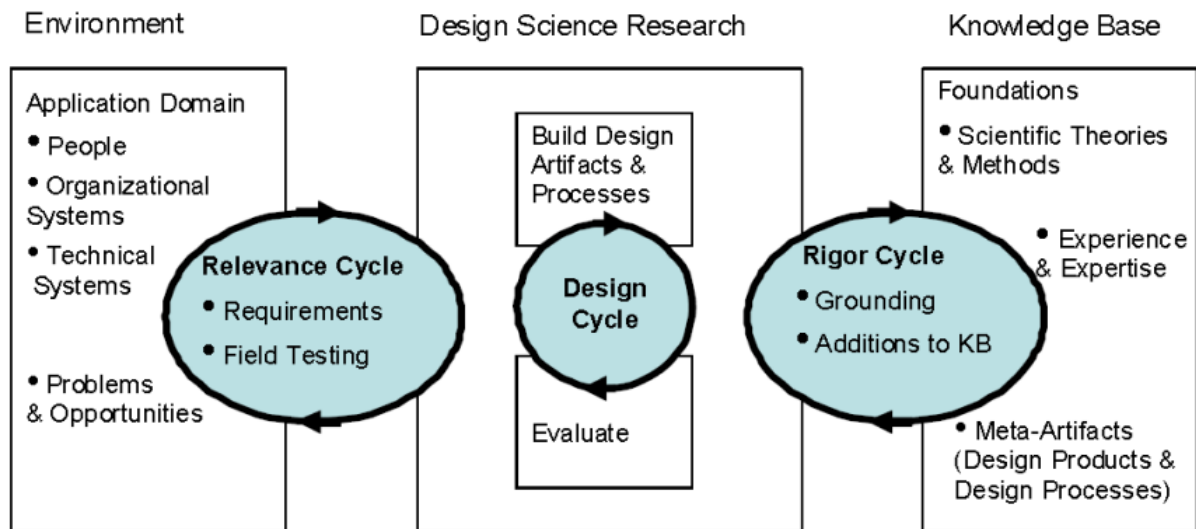 Environment
Design Science Research
Knowledge Base
Application Domain
• People
• Organizational
Systems
• Technical
Systems
• Problems
& Opportunities
Relevance Cycle
• Requirements
• Field Testing
Build Design
Artifacts &
Processes
Design
Cycle
Evaluate
Rigor Cycle
• Grounding
• Additions to KB
Foundations
• Scientific Theories
& Methods
• Experience
& Expertise
• Meta-Artifacts
(Design Products &
Design Processes)